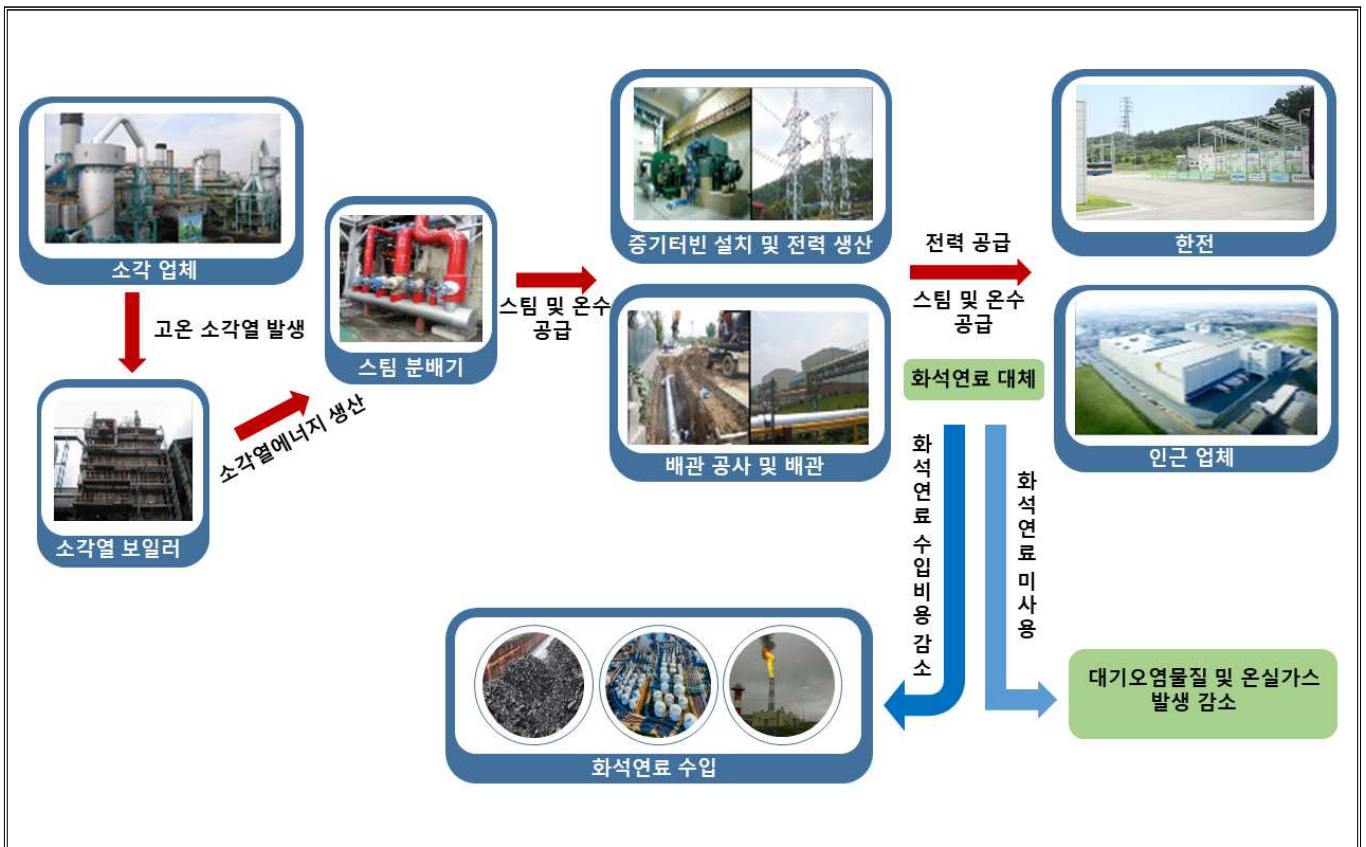 소각 업체
고온 소각열 발생
소각열 보일러
소각열에너지 생산
스팀 분배기
스팀 및 온수
공급
증기터빈 설치 및 전력 생산
배관 공사 및 배관
전력 공급
스팀 및 온수
공급
한전
인근 업체
화석연료 대체
화석연료 수입비용 감소
화석연료 미사용
화석연료 수입
대기오염물질 및 온실가스
발생 감소